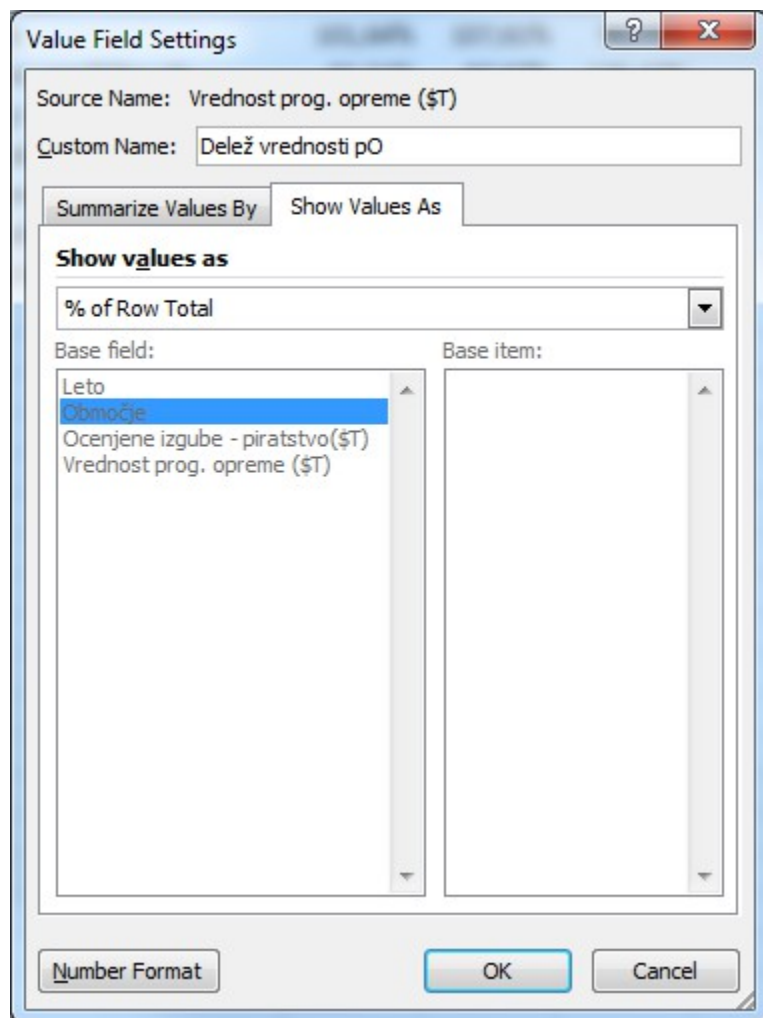 Value Field Settings
Source Name: Vrednost prog. opreme ($T)
Custom Name: Delež vrednosti pO
Summarize Values By Show Values As
Show values as
% of Row Total
Base field: Base item:
Leto
Območje
Ocenjene izgube - piratstvo($T)
Vrednost prog. opreme ($T)
Number Format OK Cancel